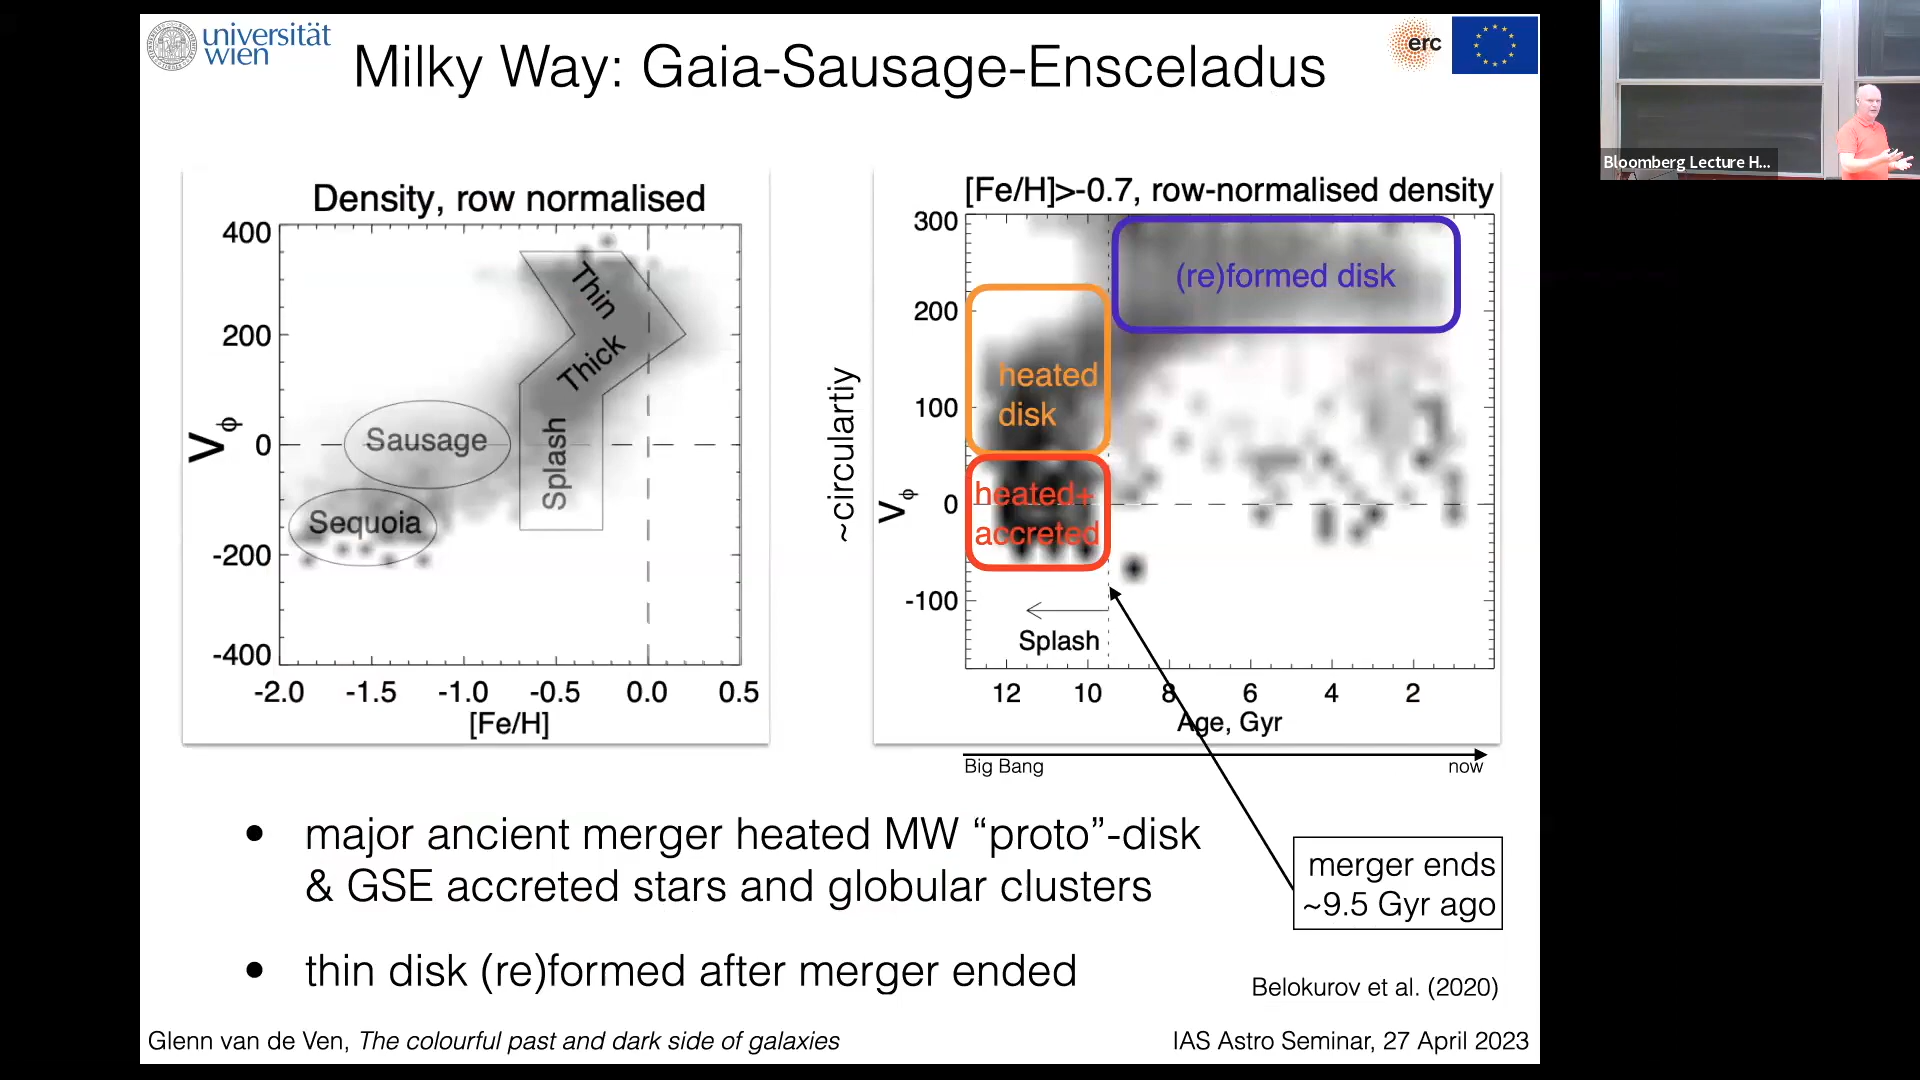 universität
wien
Milky Way: Gaia-Sausage-Ensceladus
erc
Bloomberg Lecture H...
Density, row normalised
400
200
0
-200
-400
Vϕ
Thin
Thick
Splash
Sausage
Sequoia
-2.0 -1.5 -1.0 -0.5 0.0 0.5
[Fe/H]
[Fe/H]>-0.7, row-normalised density
300
200
100
0
-100
~circulartiy
Vϕ
(re)formed disk
heated
disk
heated+
accreted
Splash
12 10 8 6 4 2
Age, Gyr
Big Bang
now
• major ancient merger heated MW “proto”-disk
& GSE accreted stars and globular clusters
• thin disk (re)formed after merger ended
merger ends
~9.5 Gyr ago
Belokurov et al. (2020)
Glenn van de Ven, The colourful past and dark side of galaxies
IAS Astro Seminar, 27 April 2023